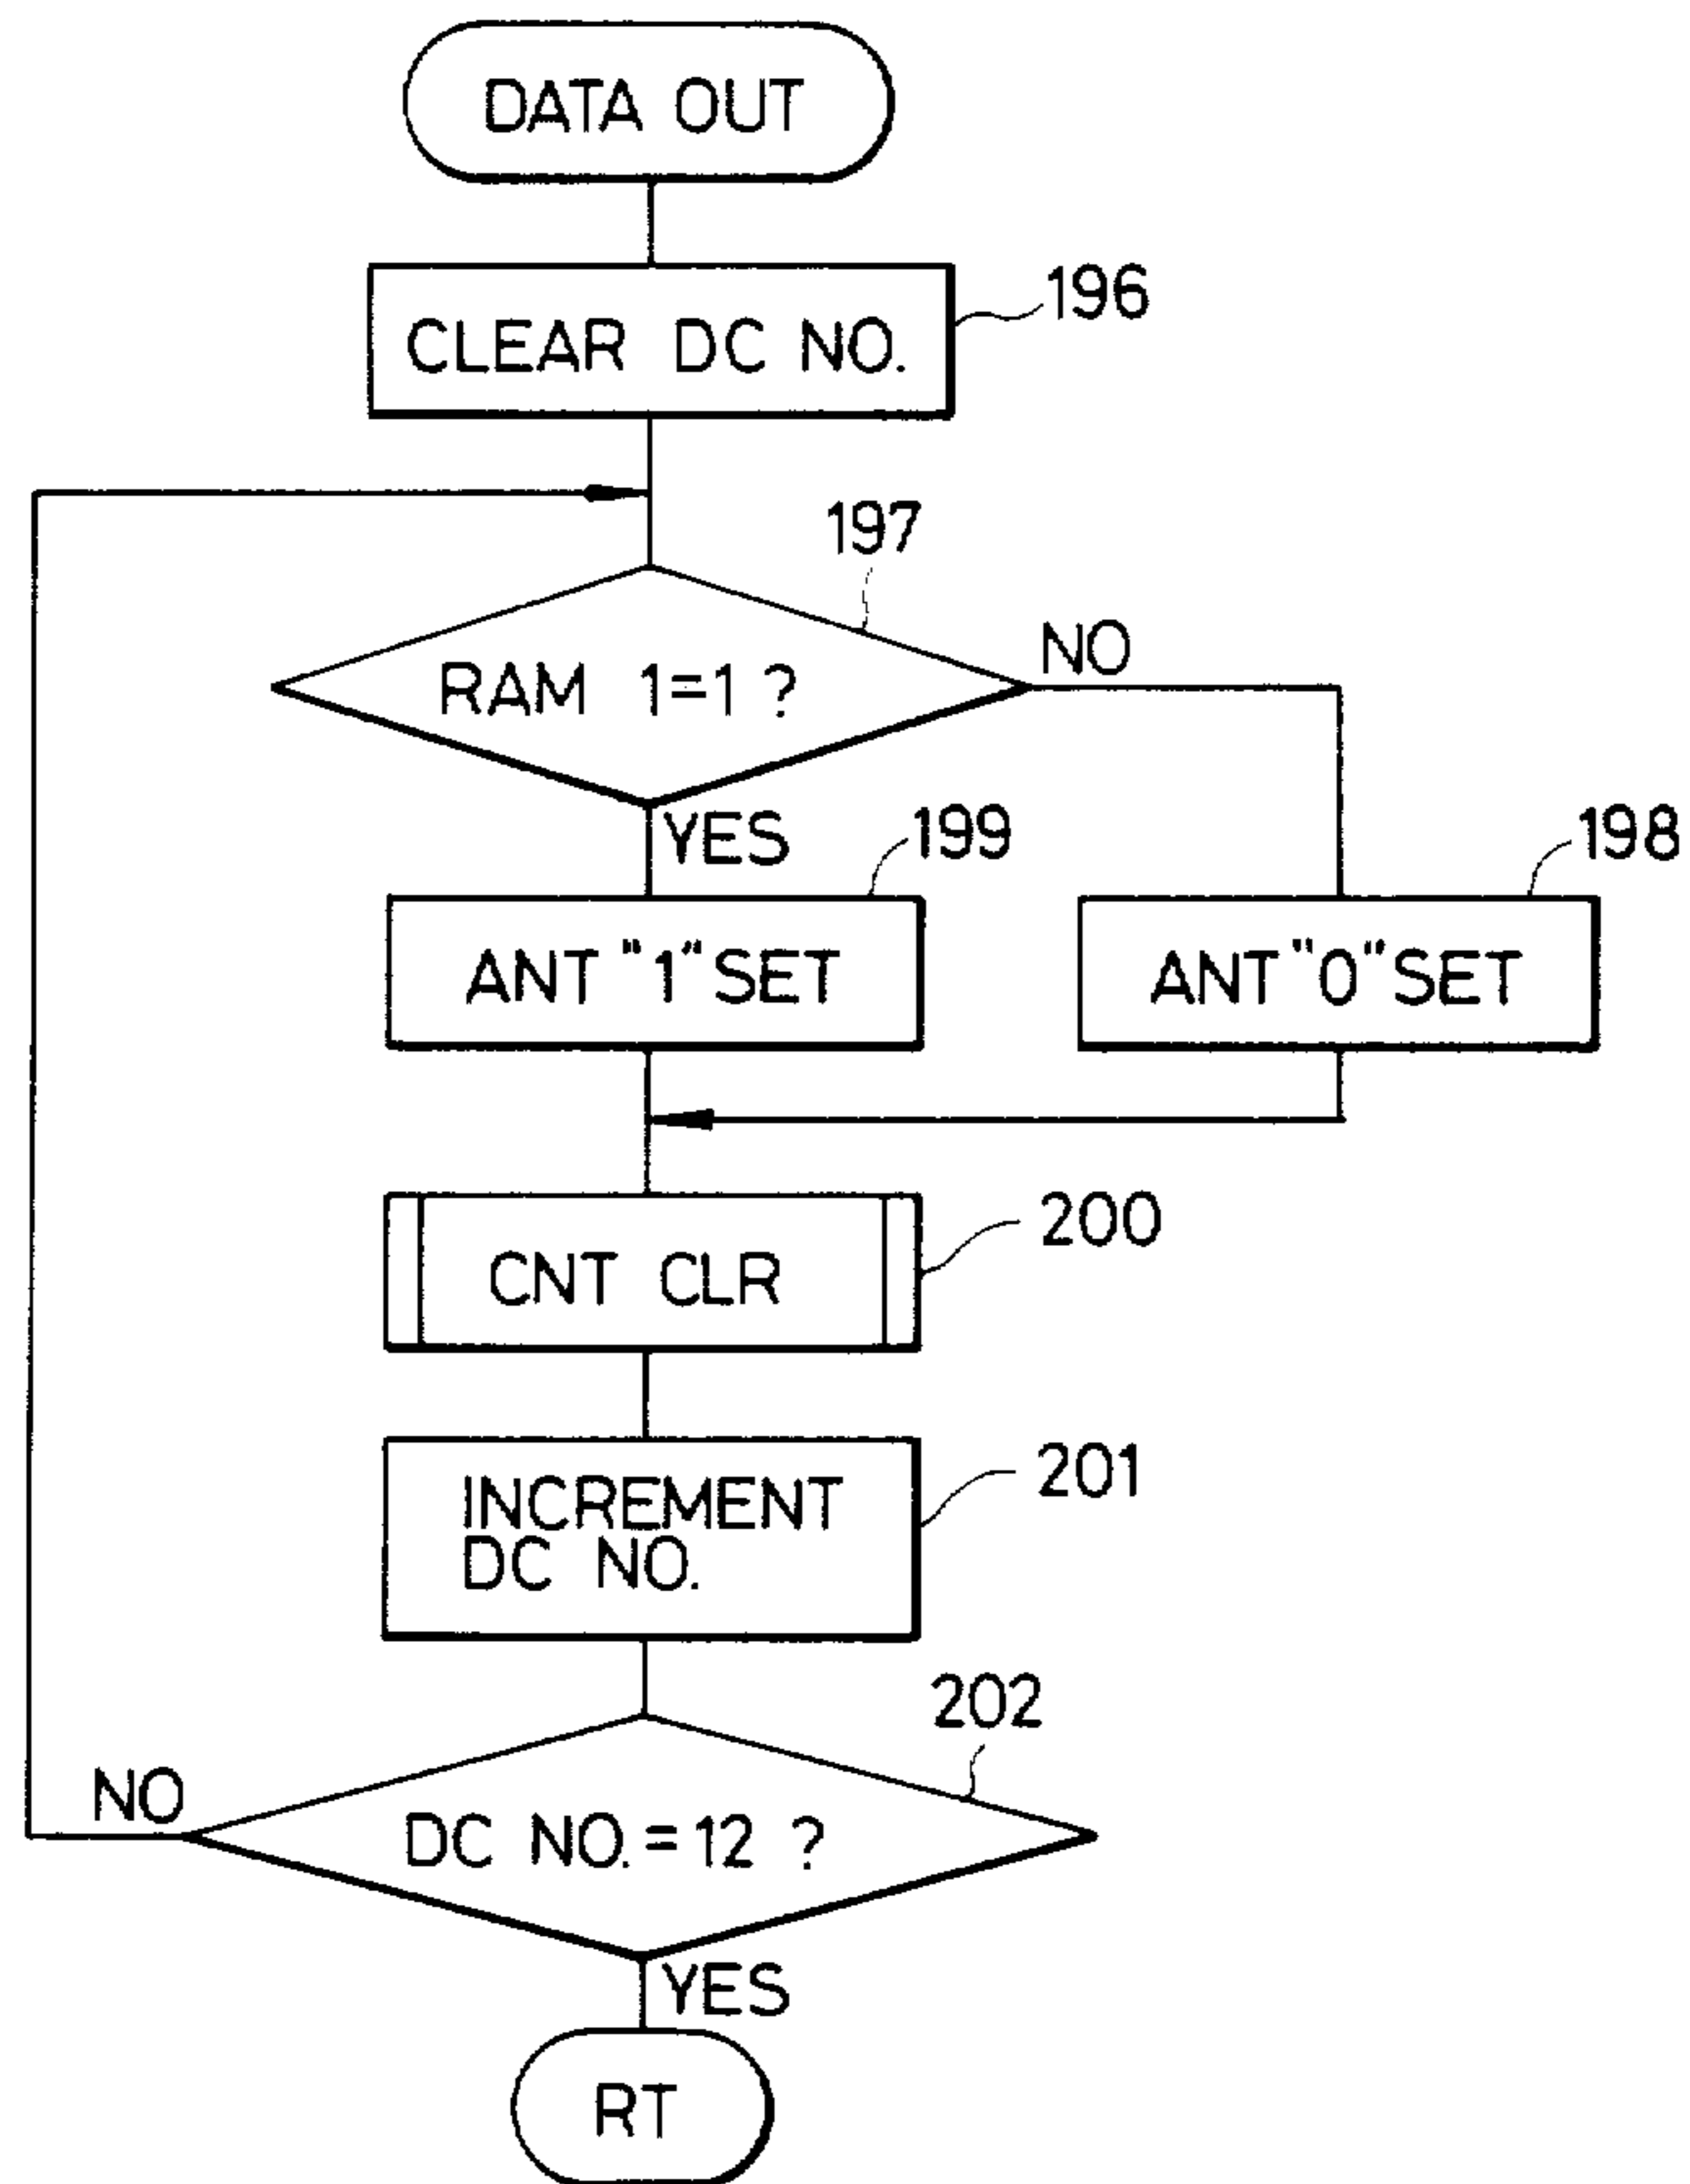 DATA OUT
CLEAR DC NO.
196
197
RAM 1=1 ?
NO
YES
199
198
ANT "1" SET
ANT "0" SET
CNT CLR
200
INCREMENT
DC NO.
201
202
NO
DC NO.=12 ?
YES
RT